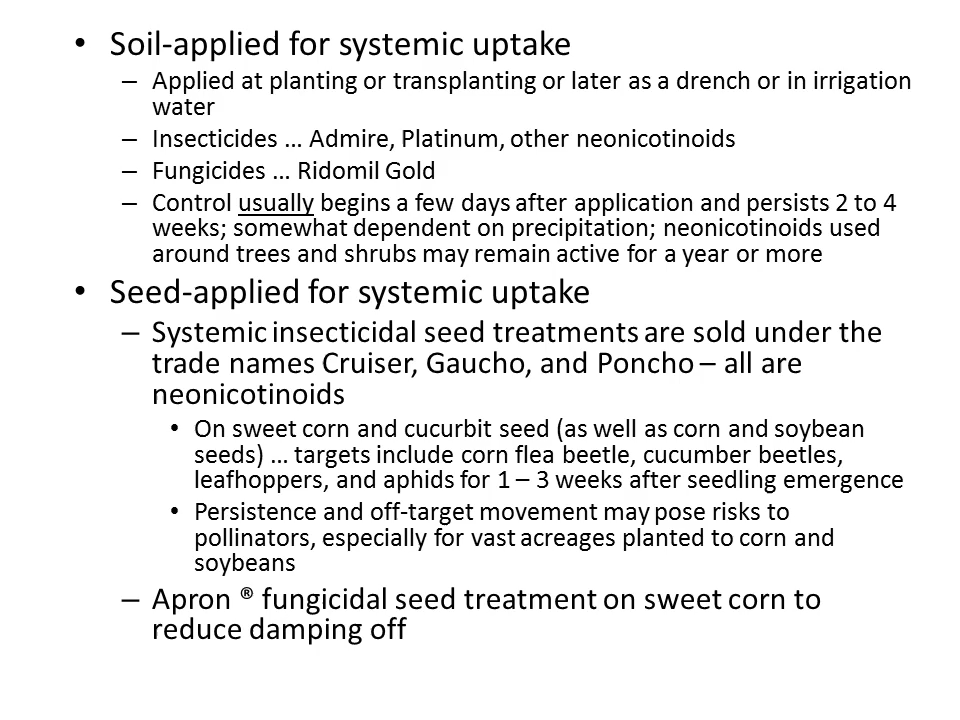 • Soil-applied for systemic uptake
– Applied at planting or transplanting or later as a drench or in irrigation
water
– Insecticides … Admire, Platinum, other neonicotinoids
– Fungicides … Ridomil Gold
– Control usually begins a few days after application and persists 2 to 4
weeks; somewhat dependent on precipitation; neonicotinoids used
around trees and shrubs may remain active for a year or more
• Seed-applied for systemic uptake
– Systemic insecticidal seed treatments are sold under the
trade names Cruiser, Gaucho, and Poncho – all are
neonicotinoids
• On sweet corn and cucurbit seed (as well as corn and soybean
seeds) … targets include corn flea beetle, cucumber beetles,
leafhoppers, and aphids for 1 – 3 weeks after seedling emergence
• Persistence and off-target movement may pose risks to
pollinators, especially for vast acreages planted to corn and
soybeans
– Apron ® fungicidal seed treatment on sweet corn to
reduce damping off